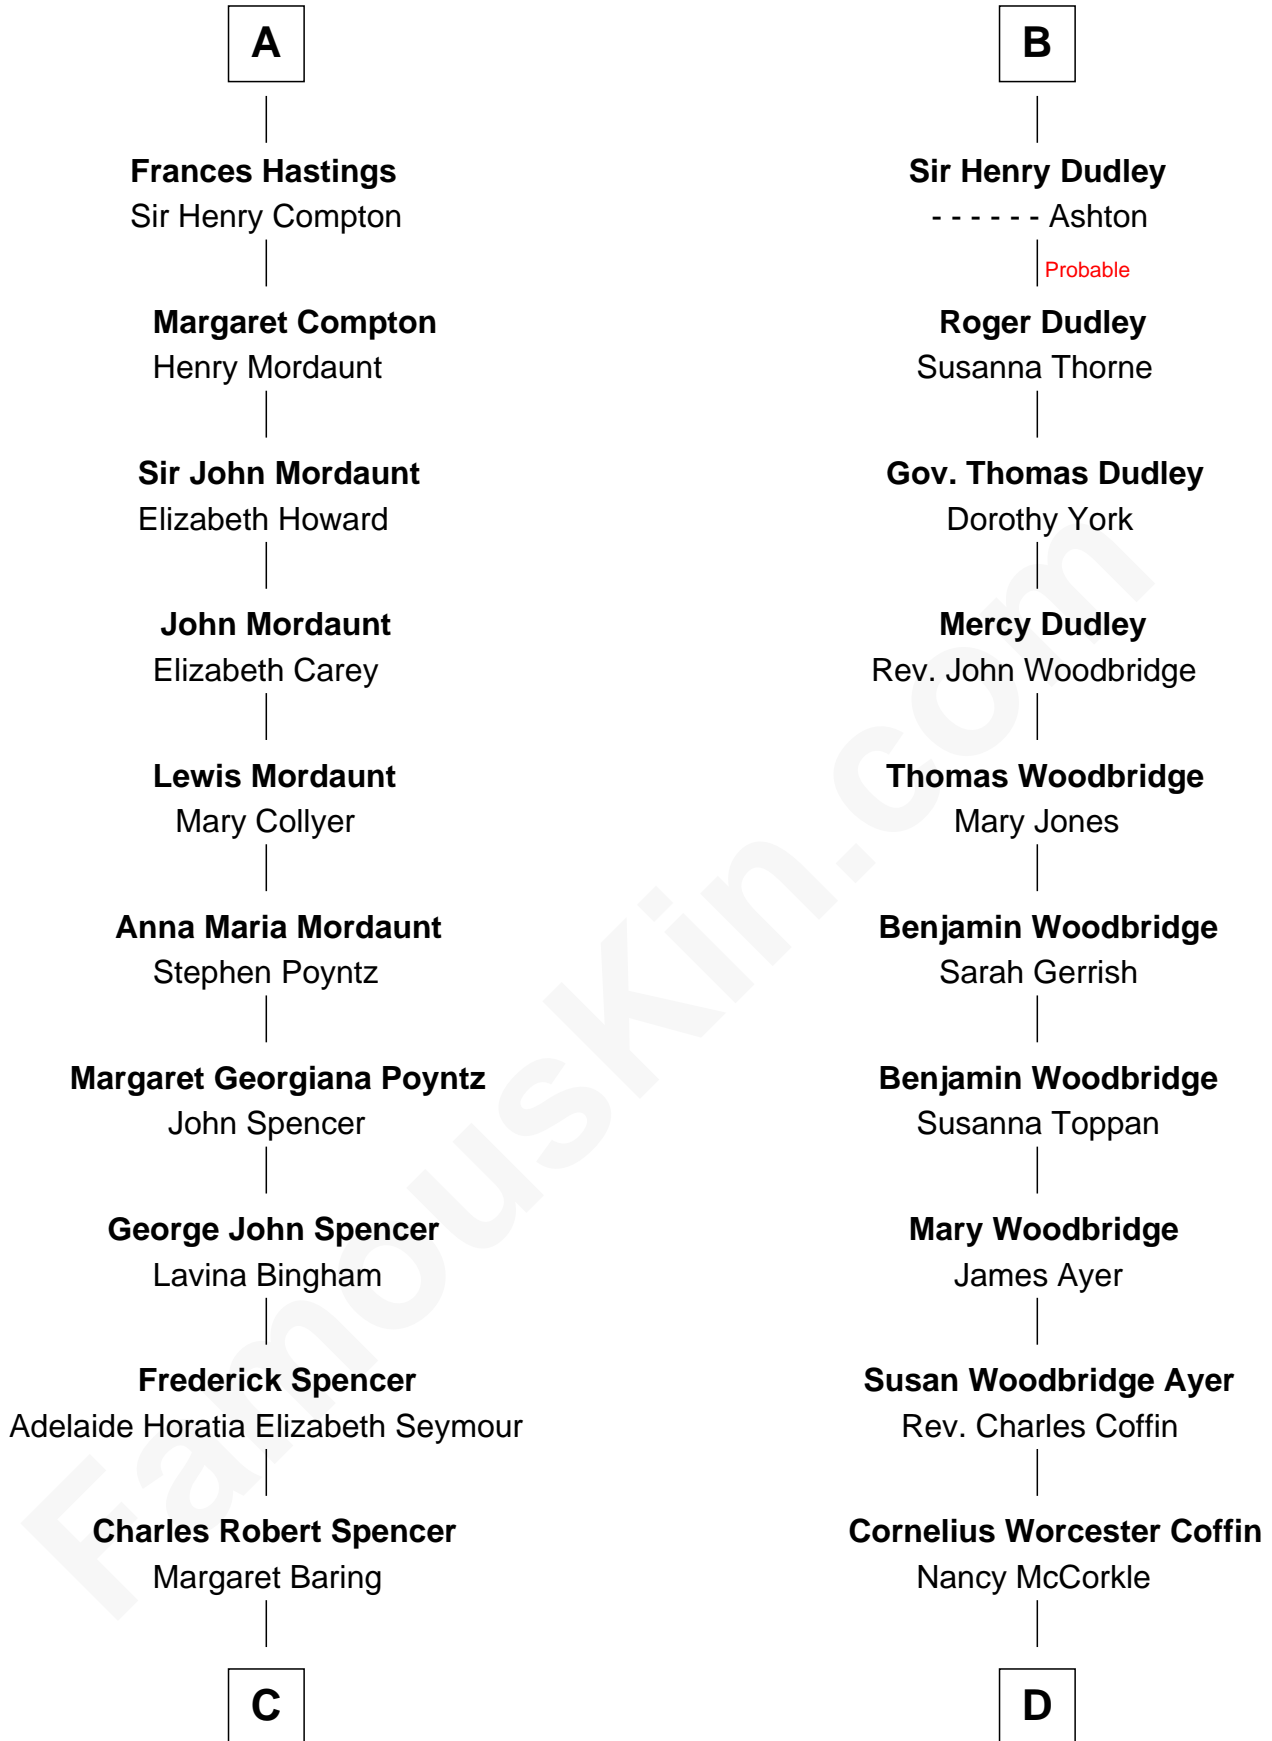 A
Frances Hastings
Sir Henry Compton
Margaret Compton
Henry Mordaunt
Sir John Mordaunt
Elizabeth Howard
John Mordaunt
Elizabeth Carey
Lewis Mordaunt
Mary Collyer
Anna Maria Mordaunt
Stephen Poyntz
Margaret Georgiana Poyntz
John Spencer
George John Spencer
Lavina Bingham
Frederick Spencer
Adelaide Horatia Elizabeth Seymour
Charles Robert Spencer
Margaret Baring
C
B
Sir Henry Dudley
- - - - - - Ashton
Probable
Roger Dudley
Susanna Thorne
Gov. Thomas Dudley
Dorothy York
Mercy Dudley
Rev. John Woodbridge
Thomas Woodbridge
Mary Jones
Benjamin Woodbridge
Sarah Gerrish
Benjamin Woodbridge
Susanna Toppan
Mary Woodbridge
James Ayer
Susan Woodbridge Ayer
Rev. Charles Coffin
Cornelius Worcester Coffin
Nancy McCorkle
D
FamousKin.com